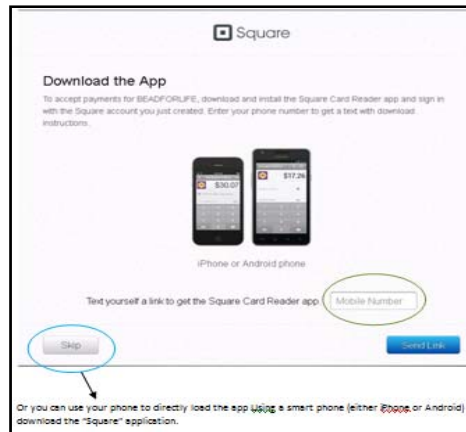 Square
Download the App
To accept payments for BEADFORLIFE, download and install the Square Card Reader app and sign in
with the Square account you just created. Enter your phone number to get a text with download
instructions.
$30.07
$17.26
iPhone or Android phone
Text yourself a link to get the Square Card Reader app
Mobile Number
Skip
Send Link
Or you can use your phone to directly load the app Using a smart phone (either iPhone or Android)
download the "Square" application.